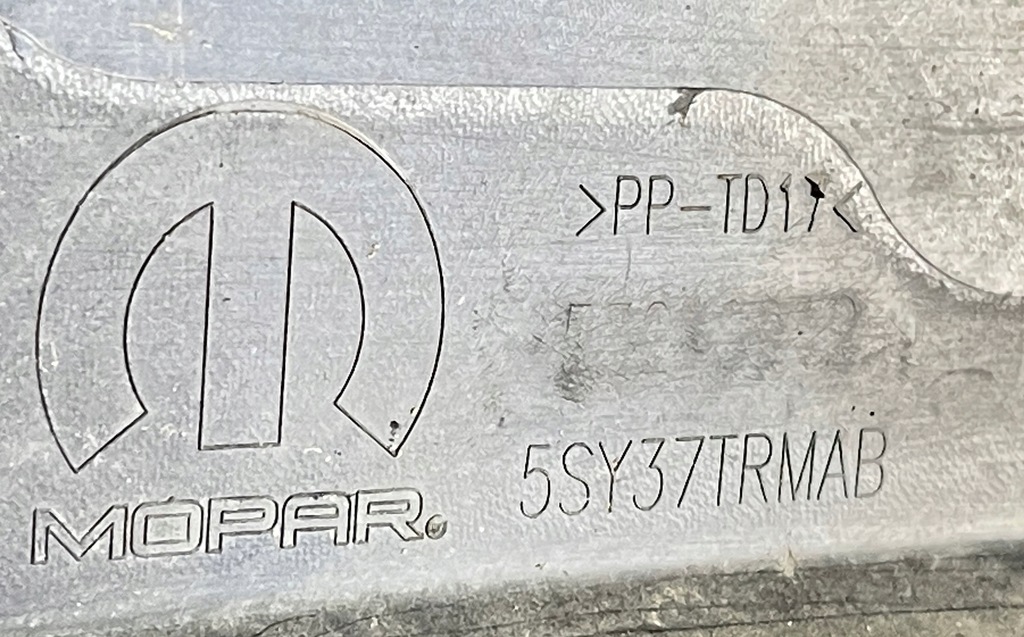 >PP-TD17<
5SY37TRMAB
MOPAR.